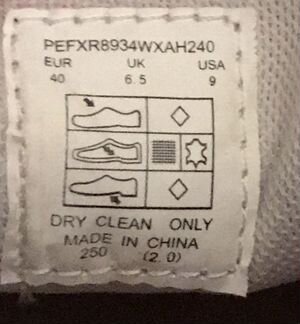 PEFXR8934WXAH240
EUR UK USA
40 6.5 9
DRY CLEAN ONLY
MADE IN CHINA
250 (2.0)